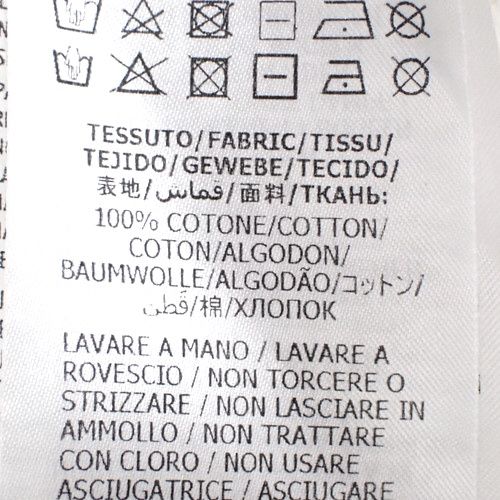 TESSUTO/FABRIC/TISSU/
TEJIDO/GEWEBE/TECIDO/
表地/قماش/面料/ТКАНЬ:
100% COTONE/COTTON/
COTON/ALGODON/
BAUMWOLLE/ALGODÃO/コットン/
قطن/棉/ХЛОПОК
LAVARE A MANO / LAVARE A
ROVESCIO / NON TORCERE O
STRIZZARE / NON LASCIARE IN
AMMOLLO / NON TRATTARE
CON CLORO / NON USARE
ASCIUGATRICE / ASCIUGARE